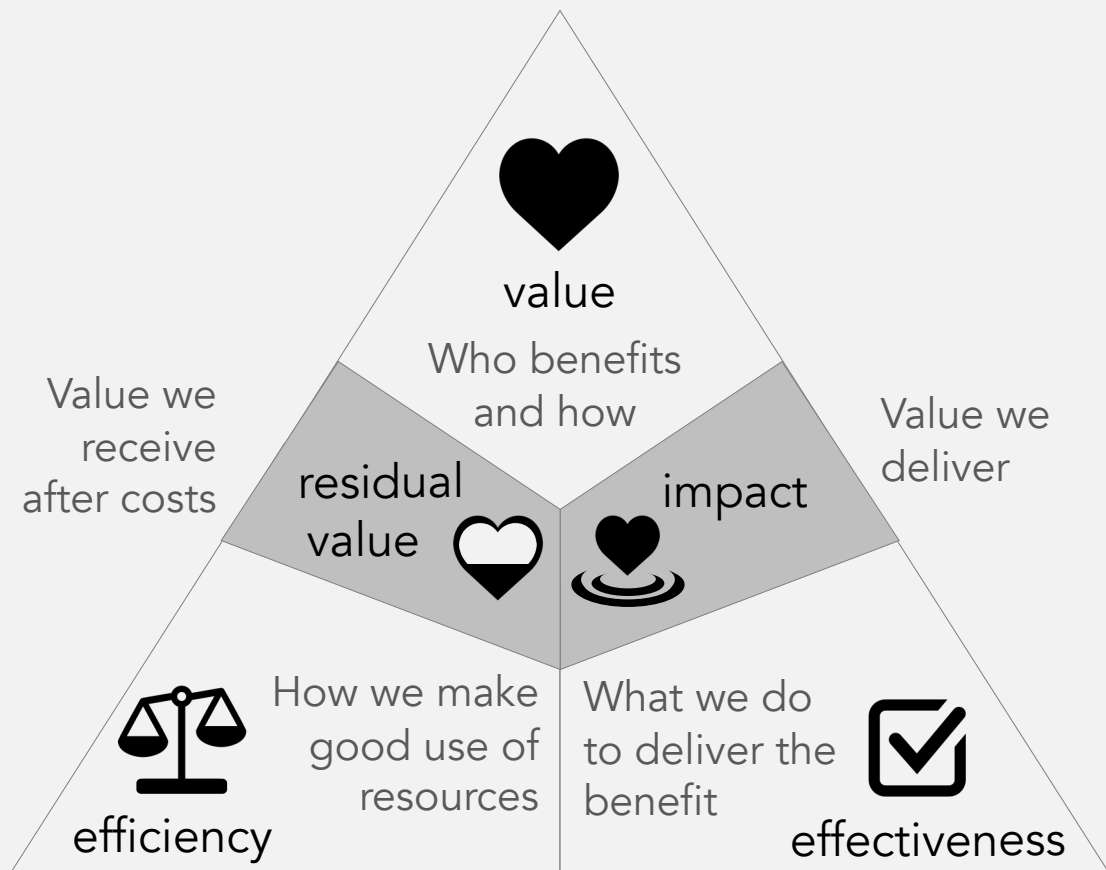 value
Who benefits
and how
Value we
receive
after costs
residual
value
impact
Value we
deliver
How we make
good use of
resources
efficiency
What we do
to deliver the
benefit
effectiveness